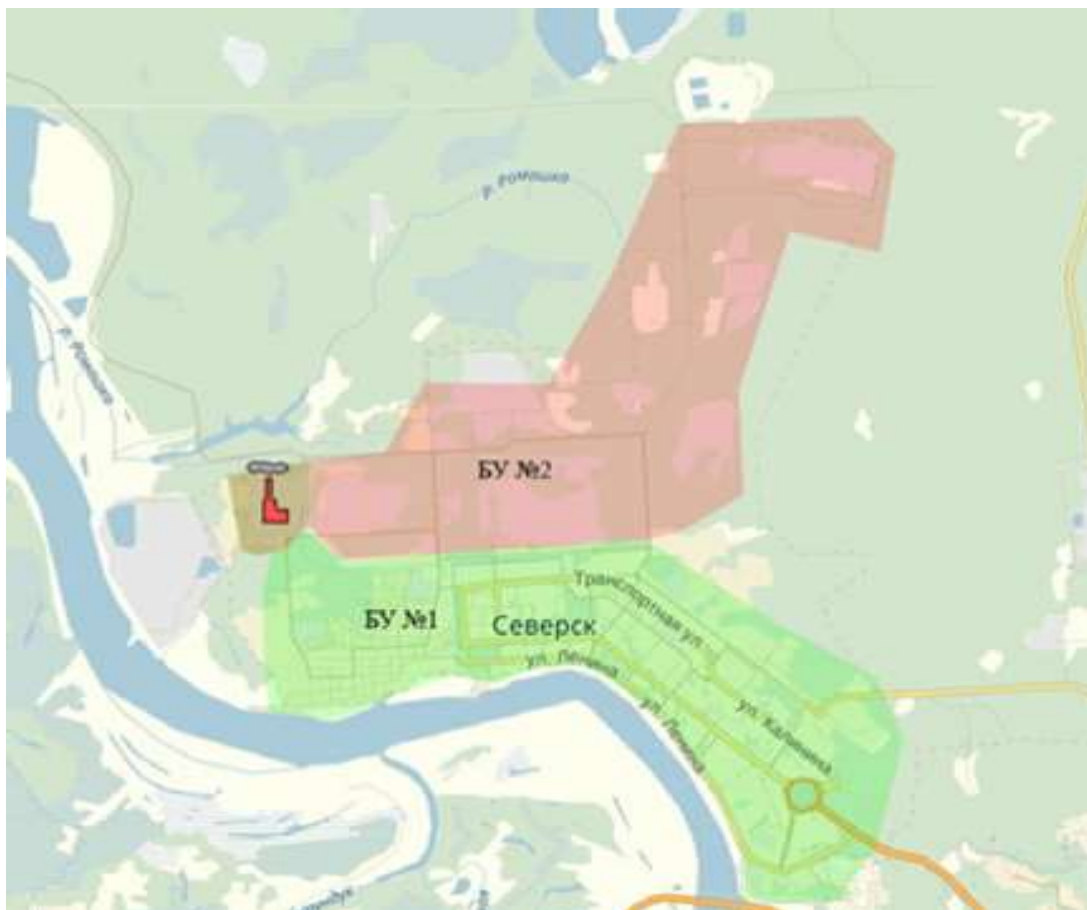 р. Ромашка
р. Ромашка
БУ №2
БУ №1
Северск
Транспортная ул.
ул. Ленина
ул. Ленина
ул. Калинина